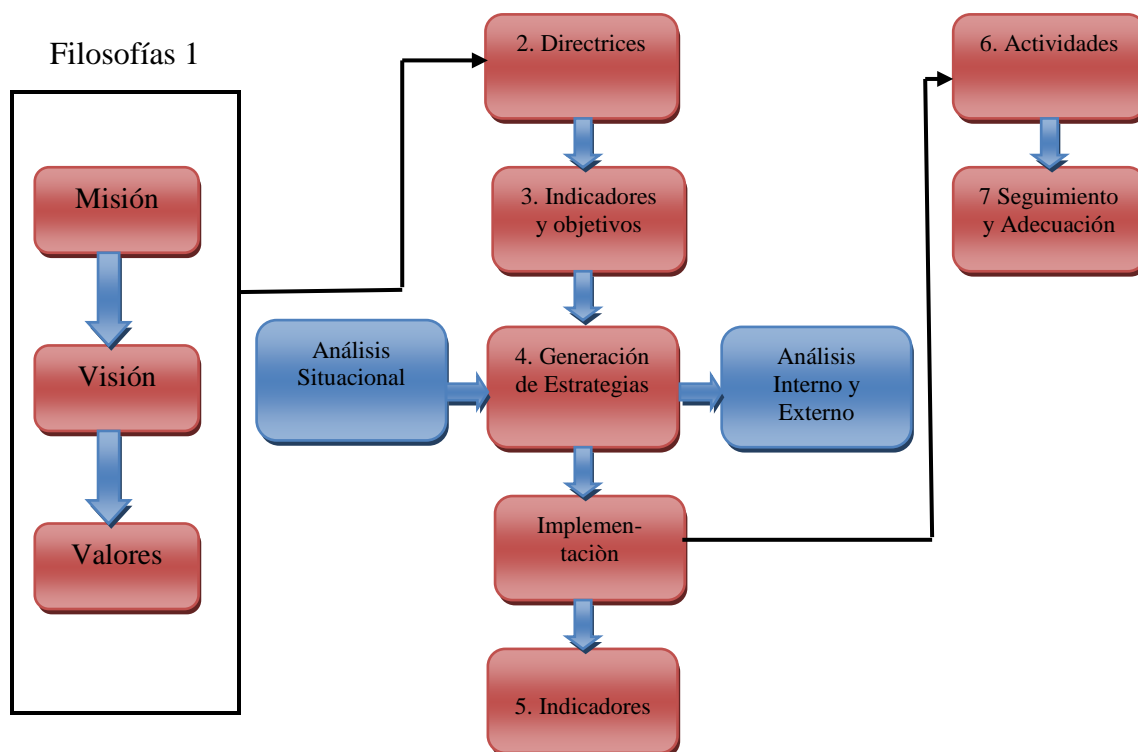 Filosofías 1
Misión
Visión
Valores
2. Directrices
3. Indicadores
y objetivos
Análisis
Situacional
4. Generación
de Estrategias
Análisis
Interno y
Externo
Implemen-
taciòn
5. Indicadores
6. Actividades
7 Seguimiento
y Adecuación